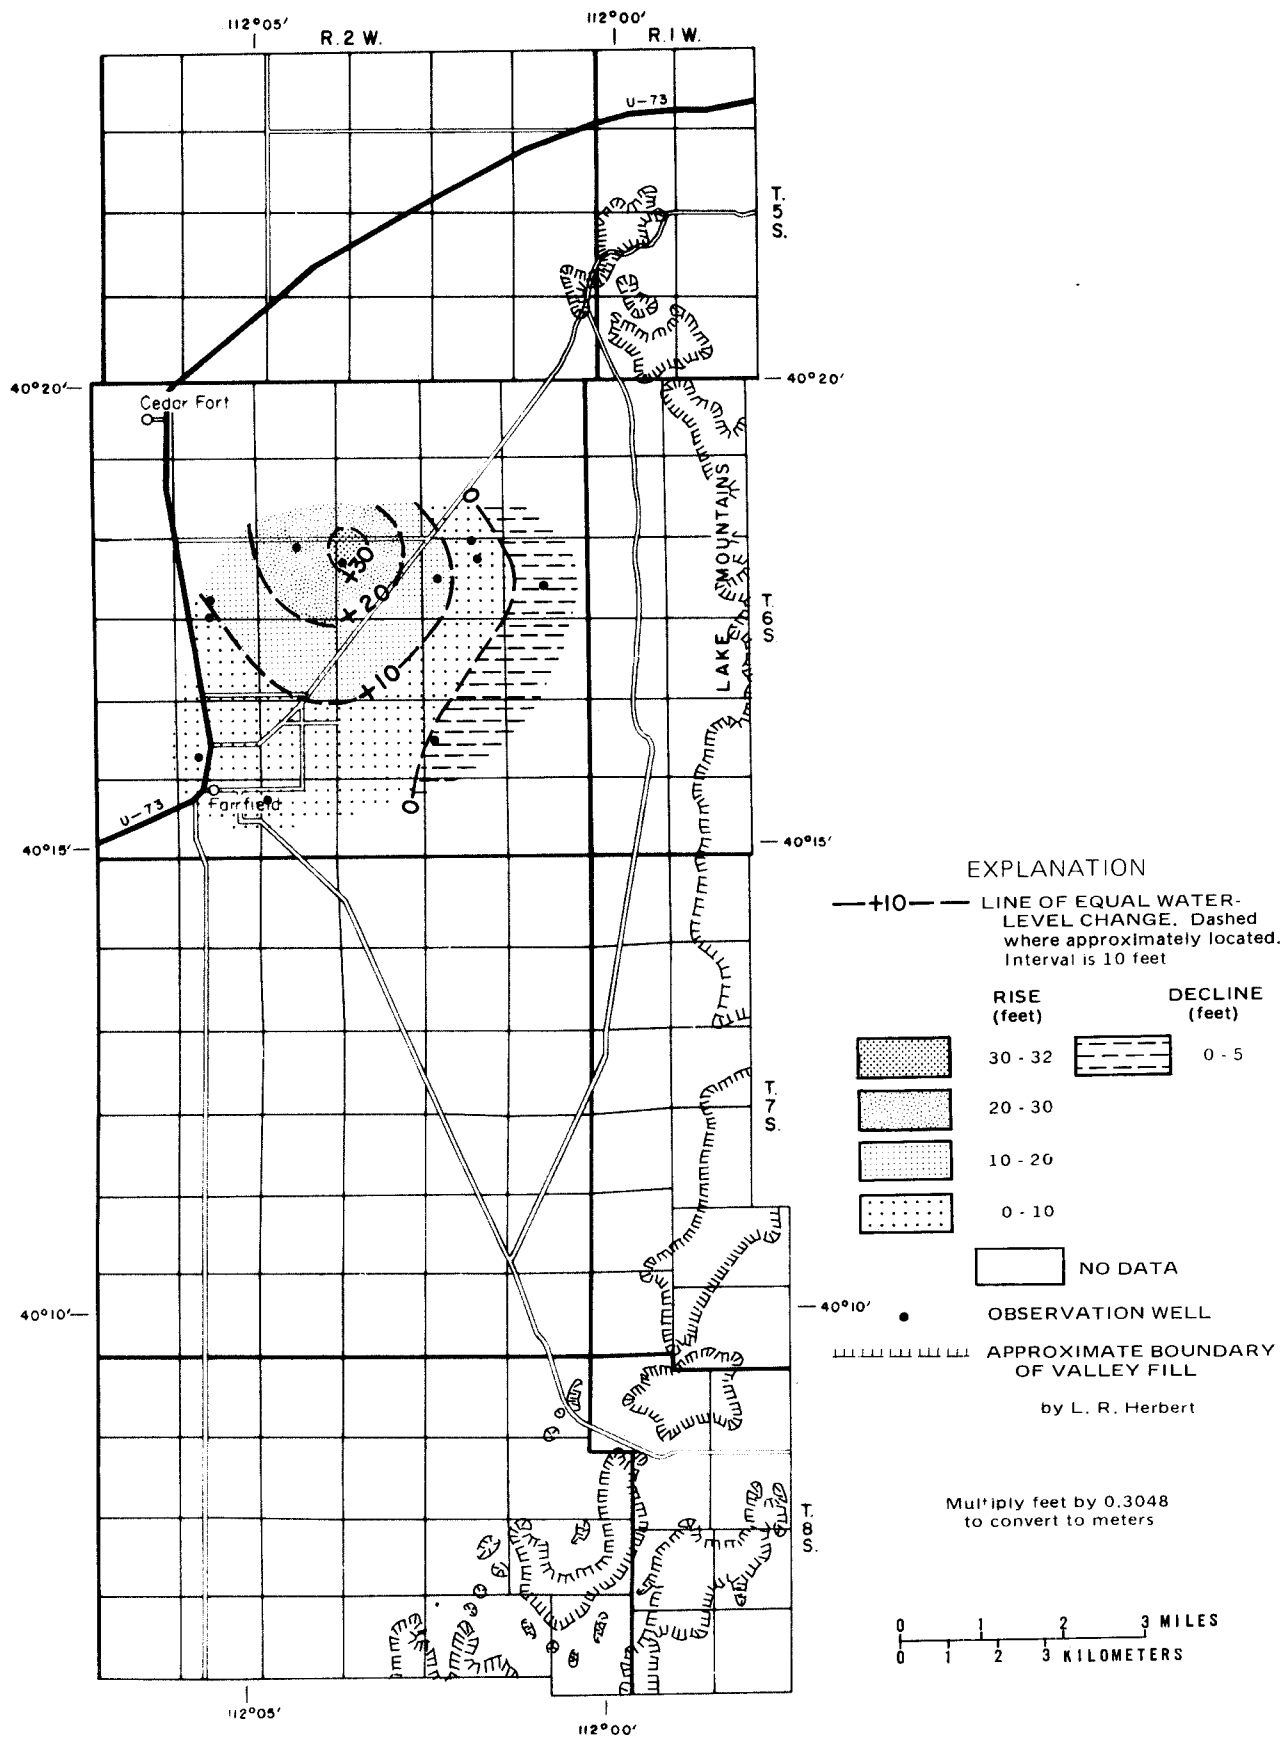 112°05′
112°00′
R. 2 W.
R. 1 W.
U-73
T.
5
S.
40°20′
40°20′
Cedar Fort
0
LAKE MOUNTAINS
+30
+20
T.
6
S.
+10
Fairfield
0
U-73
40°15′
40°15′
EXPLANATION
+10
LINE OF EQUAL WATER-
LEVEL CHANGE. Dashed
where approximately located.
Interval is 10 feet
RISE
(feet)
DECLINE
(feet)
30 - 32
0 - 5
20 - 30
10 - 20
0 - 10
T.
7
S.
NO DATA
40°10′
40°10′
OBSERVATION WELL
APPROXIMATE BOUNDARY
OF VALLEY FILL
by L. R. Herbert
Multiply feet by 0.3048
to convert to meters
T.
8
S.
0 1 2 3 MILES
0 1 2 3 KILOMETERS
112°05′
112°00′